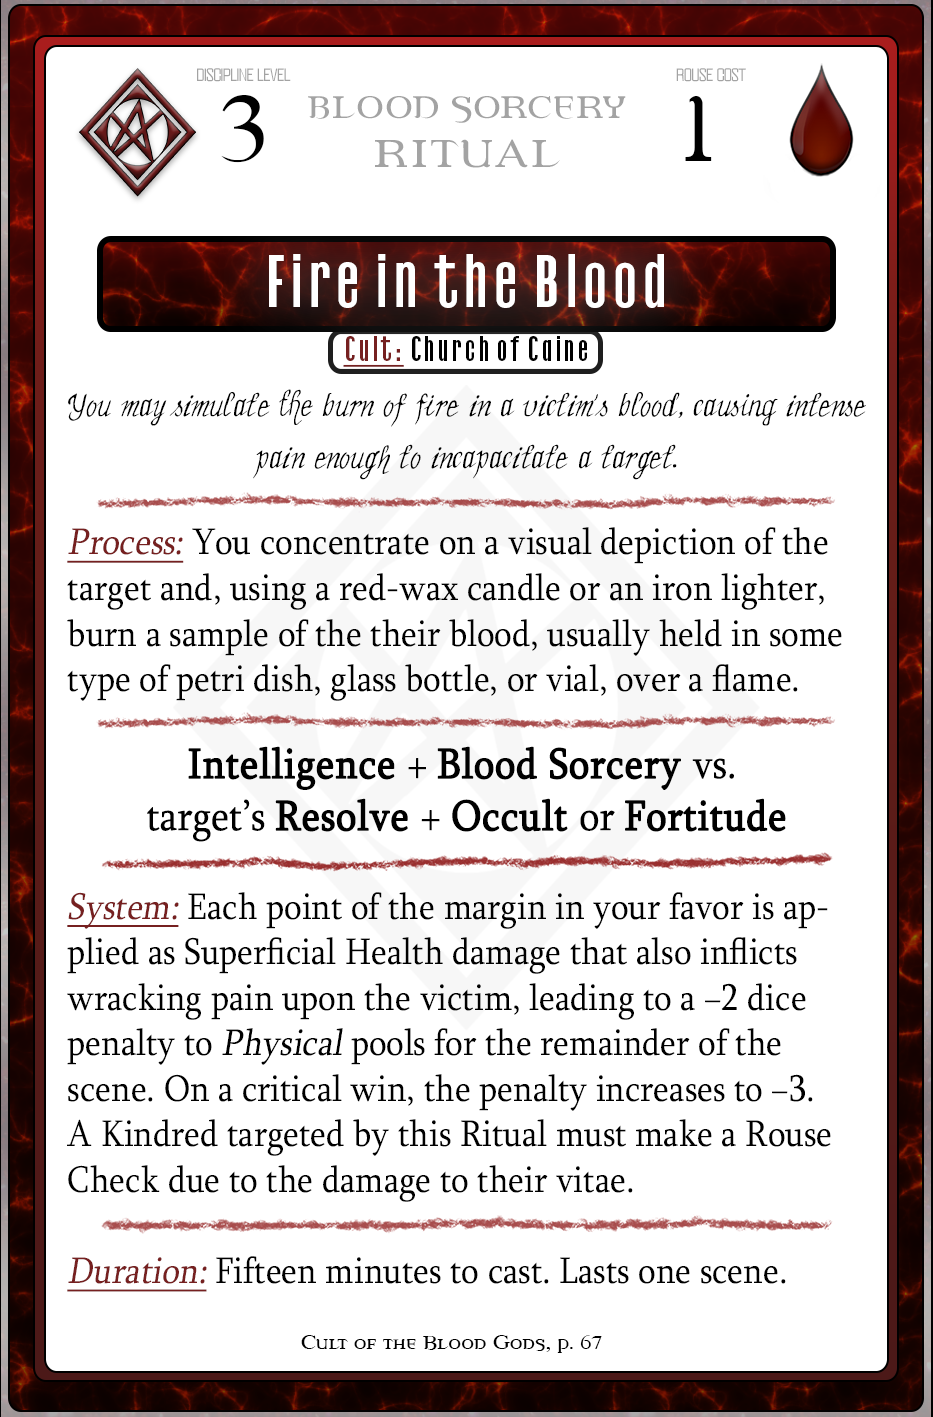 DISCIPLINE LEVEL
3
BLOOD SORCERY
RITUAL
ROUSE COST
1
Fire in the Blood
Cult: Church of Caine
You may simulate the burn of fire in a victim's blood, causing intense
pain enough to incapacitate a target.
Process: You concentrate on a visual depiction of the
target and, using a red-wax candle or an iron lighter,
burn a sample of the their blood, usually held in some
type of petri dish, glass bottle, or vial, over a flame.
Intelligence + Blood Sorcery vs.
target’s Resolve + Occult or Fortitude
System: Each point of the margin in your favor is ap-
plied as Superficial Health damage that also inflicts
wracking pain upon the victim, leading to a –2 dice
penalty to Physical pools for the remainder of the
scene. On a critical win, the penalty increases to –3.
A Kindred targeted by this Ritual must make a Rouse
Check due to the damage to their vitae.
Duration: Fifteen minutes to cast. Lasts one scene.
Cult of the Blood Gods, p. 67